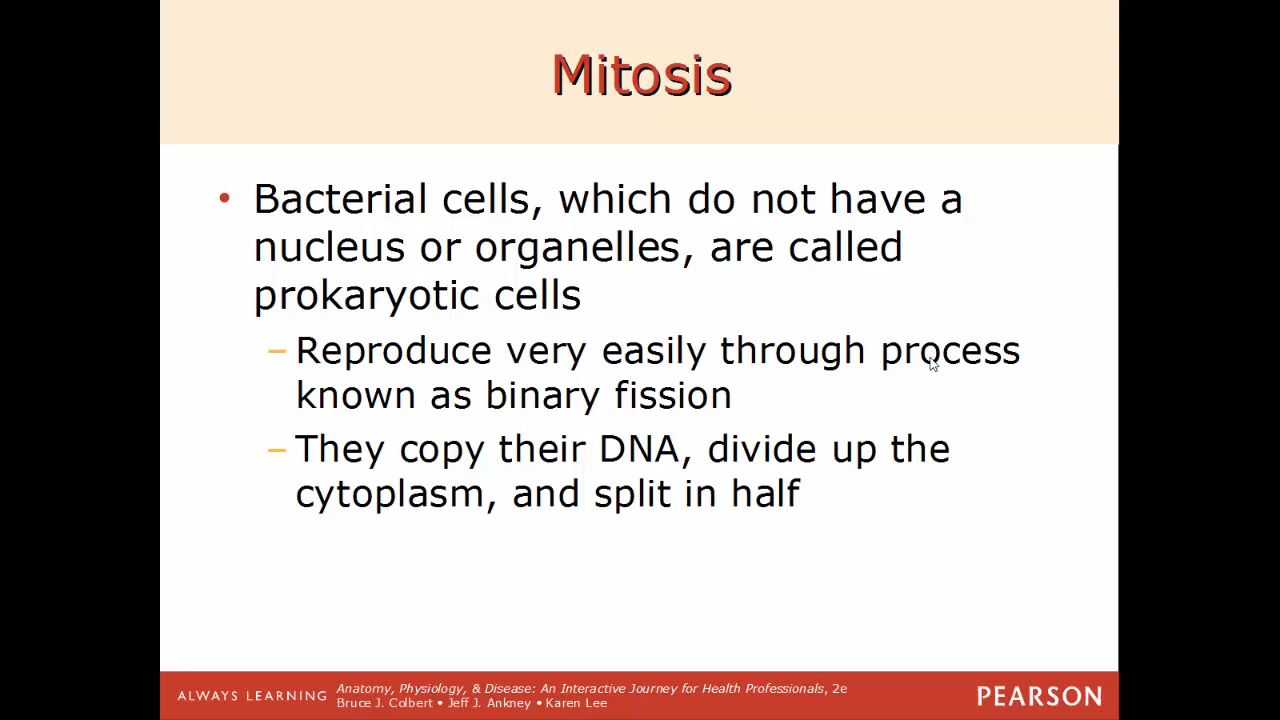 Mitosis
• Bacterial cells, which do not have a
nucleus or organelles, are called
prokaryotic cells
– Reproduce very easily through process
known as binary fission
– They copy their DNA, divide up the
cytoplasm, and split in half
ALWAYS LEARNING
Anatomy, Physiology, & Disease: An Interactive Journey for Health Professionals, 2e
Bruce J. Colbert • Jeff J. Ankney • Karen Lee
PEARSON